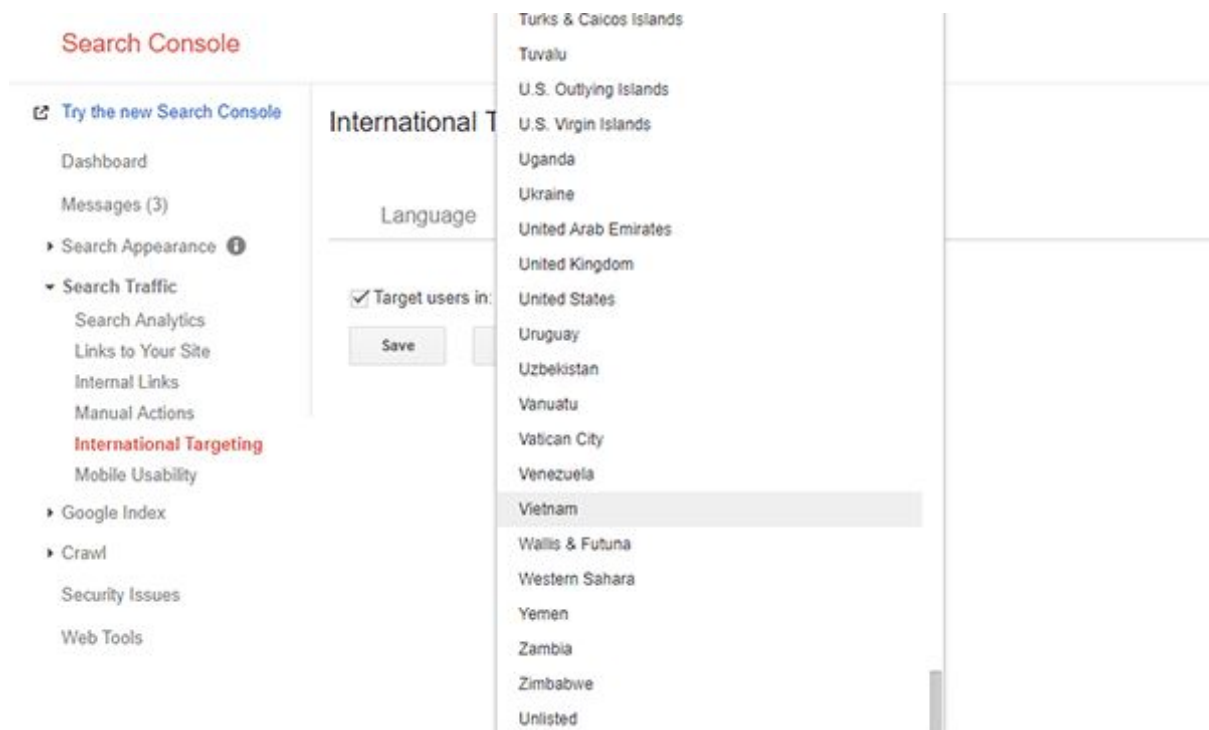 Search Console
Try the new Search Console
Dashboard
Messages (3)
Search Appearance
Search Traffic
Search Analytics
Links to Your Site
Internal Links
Manual Actions
International Targeting
Mobile Usability
Google Index
Crawl
Security Issues
Web Tools
International T
Language
Target users in:
Save
Turks & Caicos Islands
Tuvalu
U.S. Outlying Islands
U.S. Virgin Islands
Uganda
Ukraine
United Arab Emirates
United Kingdom
United States
Uruguay
Uzbekistan
Vanuatu
Vatican City
Venezuela
Vietnam
Wallis & Futuna
Western Sahara
Yemen
Zambia
Zimbabwe
Unlisted